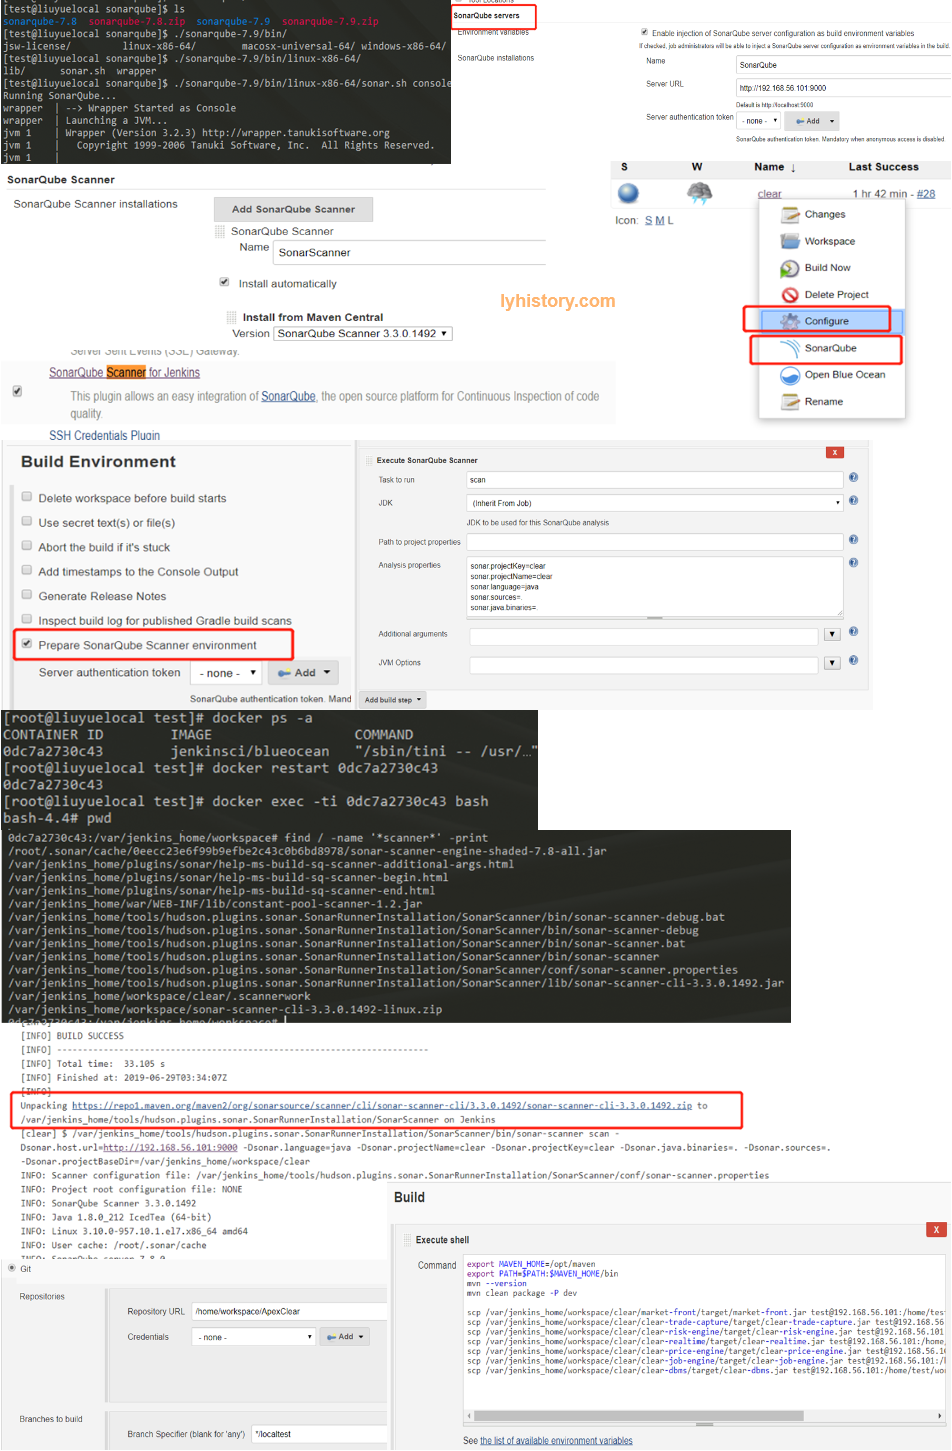 [test@liuyuelocal sonarqube]$ ls
sonarqube-7.8  sonarqube-7.8.zip  sonarqube-7.9  sonarqube-7.9.zip
[test@liuyuelocal sonarqube]$ ./sonarqube-7.9/bin/
jsw-license/  linux-x86-64/  macosx-universal-64/ windows-x86-64/
[test@liuyuelocal sonarqube]$ ./sonarqube-7.9/bin/linux-x86-64/
lib/  sonar.sh  wrapper
[test@liuyuelocal sonarqube]$ ./sonarqube-7.9/bin/linux-x86-64/sonar.sh console
Running SonarQube...
wrapper | --> Wrapper Started as Console
wrapper | Launching a JVM...
jvm 1 | Wrapper (Version 3.2.3) http://wrapper.tanukisoftware.org
jvm 1 | Copyright 1999-2006 Tanuki Software, Inc. All Rights Reserved.
jvm 1 |
SonarQube servers
Environment variables
SonarQube installations
Enable injection of SonarQube server configuration as build environment variables
If checked, job administrators will be able to inject a SonarQube server configuration as environment variables in the build.
Name
SonarQube
Server URL
http://192.168.56.101:9000
Default is http://localhost:9000
Server authentication token
- none -
Add
SonarQube authentication token. Mandatory when anonymous access is disabled.
SonarQube Scanner
SonarQube Scanner installations
Add SonarQube Scanner
SonarQube Scanner
Name
SonarScanner
Install automatically
Install from Maven Central
Version SonarQube Scanner 3.3.0.1492
S W Name ↓ Last Success
clear 1 hr 42 min - #28
Icon: S M L
Changes
Workspace
Build Now
Delete Project
Configure
SonarQube
Open Blue Ocean
Rename
lyhistory.com
Server Sent Events (SSE) Gateway.
SonarQube Scanner for Jenkins
This plugin allows an easy integration of SonarQube, the open source platform for Continuous Inspection of code
quality.
SSH Credentials Plugin
Build Environment
Delete workspace before build starts
Use secret text(s) or file(s)
Abort the build if it's stuck
Add timestamps to the Console Output
Generate Release Notes
Inspect build log for published Gradle build scans
Prepare SonarQube Scanner environment
Server authentication token - none - Add
SonarQube authentication token. Mand
X
Execute SonarQube Scanner
Task to run
scan
JDK
(Inherit From Job)
JDK to be used for this SonarQube analysis
Path to project properties
Analysis properties
sonar.projectKey=clear
sonar.projectName=clear
sonar.language=java
sonar.sources=.
sonar.java.binaries=.
Additional arguments
JVM Options
Add build step
[root@liuyuelocal test]# docker ps -a
CONTAINER ID  IMAGE  COMMAND
0dc7a2730c43  jenkinsci/blueocean  "/sbin/tini -- /usr/…"
[root@liuyuelocal test]# docker restart 0dc7a2730c43
0dc7a2730c43
[root@liuyuelocal test]# docker exec -ti 0dc7a2730c43 bash
bash-4.4# pwd
0dc7a2730c43:/var/jenkins_home/workspace# find / -name '*scanner*' -print
/root/.sonar/cache/0eecc23e6f99b9efbe2c43c0b6bd8978/sonar-scanner-engine-shaded-7.8-all.jar
/var/jenkins_home/plugins/sonar/help-ms-build-sq-scanner-additional-args.html
/var/jenkins_home/plugins/sonar/help-ms-build-sq-scanner-begin.html
/var/jenkins_home/plugins/sonar/help-ms-build-sq-scanner-end.html
/var/jenkins_home/war/WEB-INF/lib/constant-pool-scanner-1.2.jar
/var/jenkins_home/tools/hudson.plugins.sonar.SonarRunnerInstallation/SonarScanner/bin/sonar-scanner-debug.bat
/var/jenkins_home/tools/hudson.plugins.sonar.SonarRunnerInstallation/SonarScanner/bin/sonar-scanner-debug
/var/jenkins_home/tools/hudson.plugins.sonar.SonarRunnerInstallation/SonarScanner/bin/sonar-scanner.bat
/var/jenkins_home/tools/hudson.plugins.sonar.SonarRunnerInstallation/SonarScanner/bin/sonar-scanner
/var/jenkins_home/tools/hudson.plugins.sonar.SonarRunnerInstallation/SonarScanner/conf/sonar-scanner.properties
/var/jenkins_home/tools/hudson.plugins.sonar.SonarRunnerInstallation/SonarScanner/lib/sonar-scanner-cli-3.3.0.1492.jar
/var/jenkins_home/workspace/clear/.scannerwork
/var/jenkins_home/workspace/sonar-scanner-cli-3.3.0.1492-linux.zip
0dc7a2730c43:/var/jenkins_home/workspace#
[INFO]
[INFO] BUILD SUCCESS
[INFO] ------------------------------------------------------------------------
[INFO] Total time:  33.105 s
[INFO] Finished at: 2019-06-29T03:34:07Z
[INFO]
Unpacking https://repo1.maven.org/maven2/org/sonarsource/scanner/cli/sonar-scanner-cli/3.3.0.1492/sonar-scanner-cli-3.3.0.1492.zip to
/var/jenkins_home/tools/hudson.plugins.sonar.SonarRunnerInstallation/SonarScanner on Jenkins
[clear] $ /var/jenkins_home/tools/hudson.plugins.sonar.SonarRunnerInstallation/SonarScanner/bin/sonar-scanner scan -
Dsonar.host.url=http://192.168.56.101:9000 -Dsonar.language=java -Dsonar.projectName=clear -Dsonar.projectKey=clear -Dsonar.java.binaries=. -Dsonar.sources=.
-Dsonar.projectBaseDir=/var/jenkins_home/workspace/clear
INFO: Scanner configuration file: /var/jenkins_home/tools/hudson.plugins.sonar.SonarRunnerInstallation/SonarScanner/conf/sonar-scanner.properties
INFO: Project root configuration file: NONE
INFO: SonarQube Scanner 3.3.0.1492
INFO: Java 1.8.0_212 IcedTea (64-bit)
INFO: Linux 3.10.0-957.10.1.el7.x86_64 amd64
INFO: User cache: /root/.sonar/cache
INFO: SonarQube server 7.8.0
Git
Repositories
Repository URL
/home/workspace/ApexClear
Credentials
- none -
Add
Branches to build
Branch Specifier (blank for 'any')
*/localtest
Build
X
Execute shell
Command
export MAVEN_HOME=/opt/maven
export PATH=$PATH:$MAVEN_HOME/bin
mvn --version
mvn clean package -P dev
scp /var/jenkins_home/workspace/clear/market-front/target/market-front.jar test@192.168.56.101:/home/test
scp /var/jenkins_home/workspace/clear/clear-trade-capture/target/clear-trade-capture.jar test@192.168.56
scp /var/jenkins_home/workspace/clear/clear-risk-engine/target/clear-risk-engine.jar test@192.168.56.101
scp /var/jenkins_home/workspace/clear/clear-realtime/target/clear-realtime.jar test@192.168.56.101:/home,
scp /var/jenkins_home/workspace/clear/clear-price-engine/target/clear-price-engine.jar test@192.168.56.10
scp /var/jenkins_home/workspace/clear/clear-job-engine/target/clear-job-engine.jar test@192.168.56.101:/
scp /var/jenkins_home/workspace/clear/clear-dbms/target/clear-dbms.jar test@192.168.56.101:/home/test/wo
See the list of available environment variables